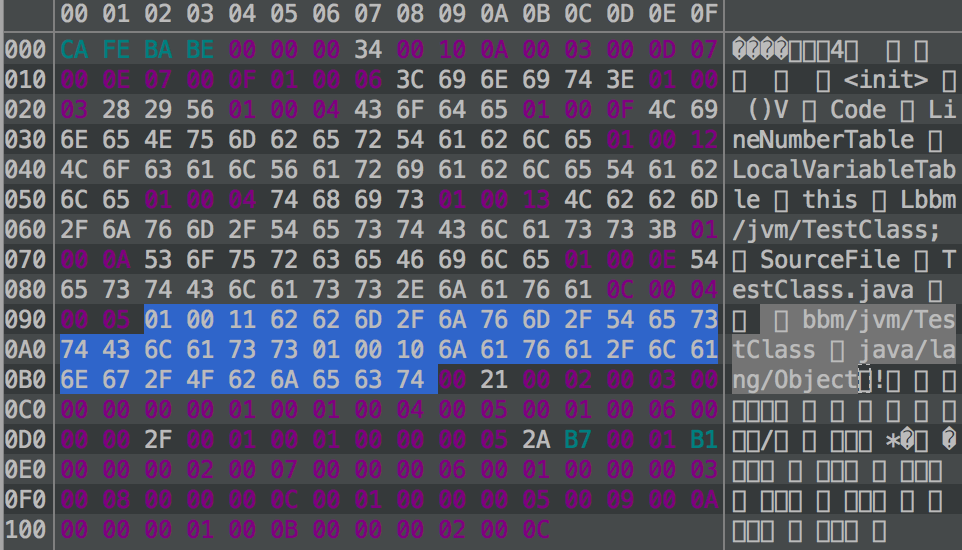 00 01 02 03 04 05 06 07 08 09 0A 0B 0C 0D 0E 0F
000 CA FE BA BE 00 00 00 34 00 10 0A 00 03 00 0D 07 4
010 00 0E 07 00 0F 01 00 06 3C 69 6E 69 74 3E 01 00 <init>
020 03 28 29 56 01 00 04 43 6F 64 65 01 00 0F 4C 69 ()V Code Li
030 6E 65 4E 75 6D 62 65 72 54 61 62 6C 65 01 00 12 neNumberTable
040 4C 6F 63 61 6C 56 61 72 69 61 62 6C 65 54 61 62 LocalVariableTab
050 6C 65 01 00 04 74 68 69 73 01 00 13 4C 62 62 6D le this Lbbm
060 2F 6A 76 6D 2F 54 65 73 74 43 6C 61 73 73 3B 01 /jvm/TestClass;
070 00 0A 53 6F 75 72 63 65 46 69 6C 65 01 00 0E 54 SourceFile T
080 65 73 74 43 6C 61 73 73 2E 6A 61 76 61 0C 00 04 estClass.java
090 00 05 01 00 11 62 62 6D 2F 6A 76 6D 2F 54 65 73 bbm/jvm/Tes
0A0 74 43 6C 61 73 73 01 00 10 6A 61 76 61 2F 6C 61 tClass java/la
0B0 6E 67 2F 4F 62 6A 65 63 74 00 21 00 02 00 03 00 ng/Object !
0C0 00 00 00 00 01 00 01 00 04 00 05 00 01 00 06 00
0D0 00 00 2F 00 01 00 01 00 00 00 05 2A B7 00 01 B1 / *
0E0 00 00 00 02 00 07 00 00 00 06 00 01 00 00 00 03
0F0 00 08 00 00 00 0C 00 01 00 00 00 05 00 09 00 0A
100 00 00 00 01 00 0B 00 00 00 02 00 0C